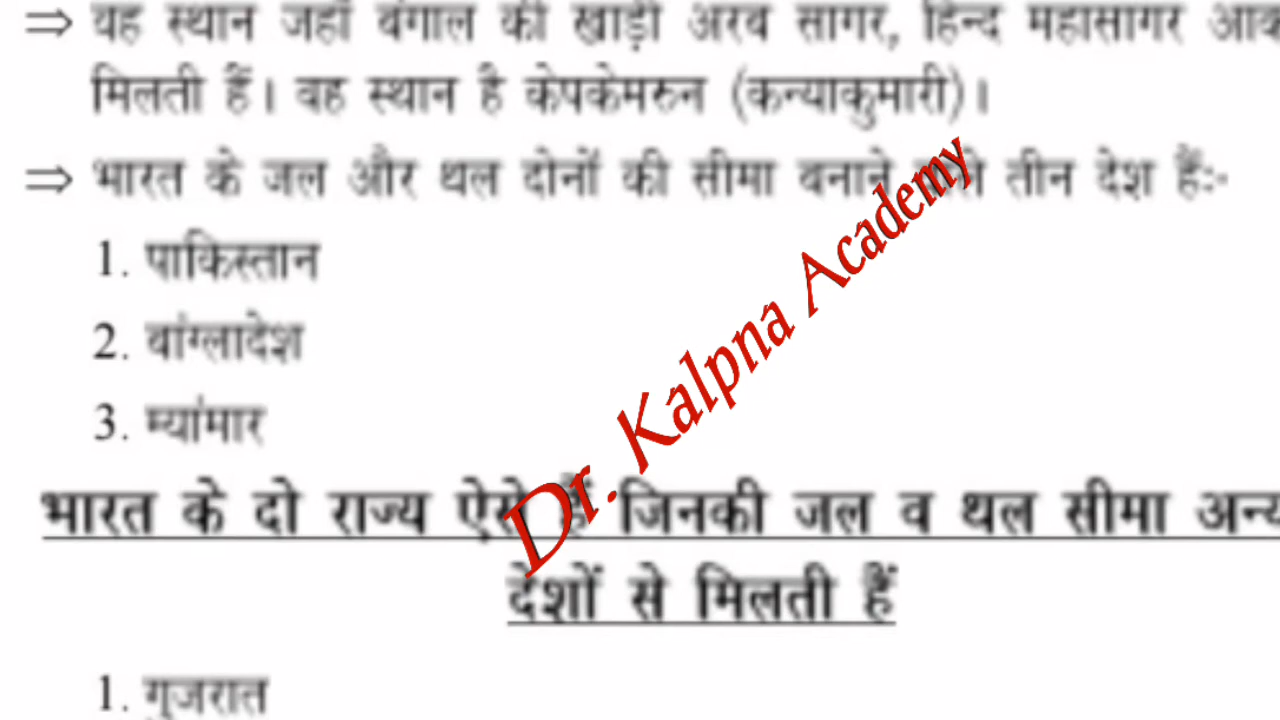 ⇒ वह स्थान जहाँ बंगाल की खाड़ी अरब सागर, हिन्द महासागर
मिलती हैं। वह स्थान है केपकेमरुन (कन्याकुमारी)।
⇒ भारत के जल और थल दोनों की सीमा बनाने तीन देश हैंः-
1. पाकिस्तान
2. बांग्लादेश
3. म्यांमार
भारत के दो राज्य ऐसे हैं जिनकी जल व थल सीमा
देशों से मिलती हैं
1. गुजरात
Dr. Kalpna Academy